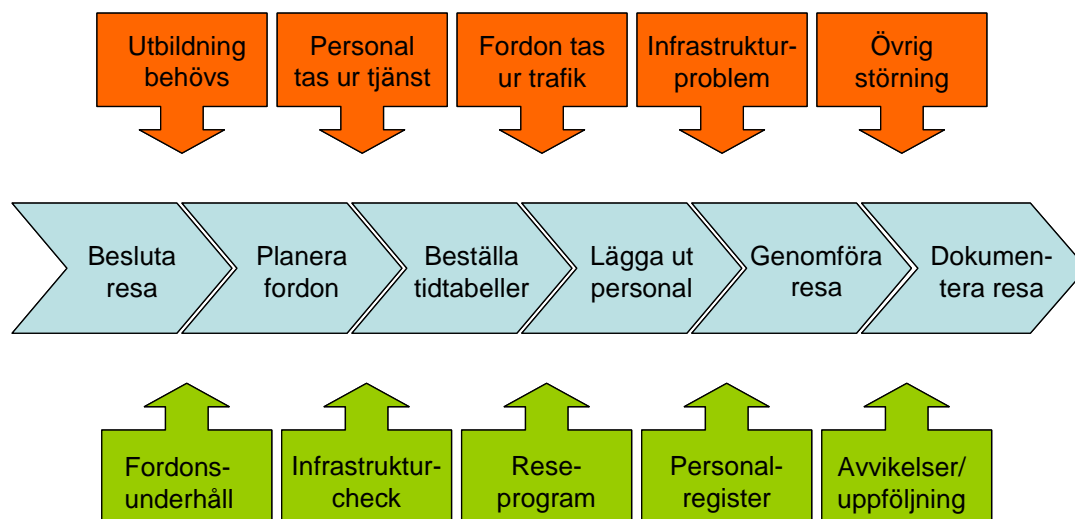 Utbildning
behövs
Personal
tas ur tjänst
Fordon tas
ur trafik
Infrastruktur-
problem
Övrig
störning
Besluta
resa
Planera
fordon
Beställa
tidtabeller
Lägga ut
personal
Genomföra
resa
Dokumen-
tera resa
Fordons-
underhåll
Infrastruktur-
check
Rese-
program
Personal-
register
Avvikelser/
uppföljning